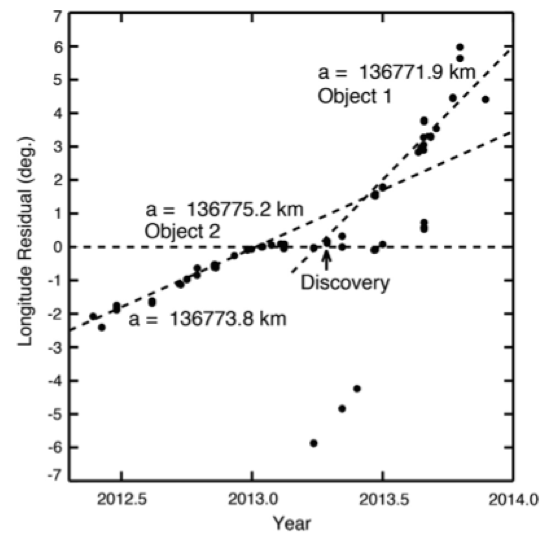 6
5
a = 136771.9 km
4
Object 1
3
2
a = 136775.2 km
1
Object 2
0
Discovery
-1
a = 136773.8 km
-2
-3
-4
-5
-6
-7
Longitude Residual (deg.)
2012.5 2013.0 2013.5 2014.0
Year